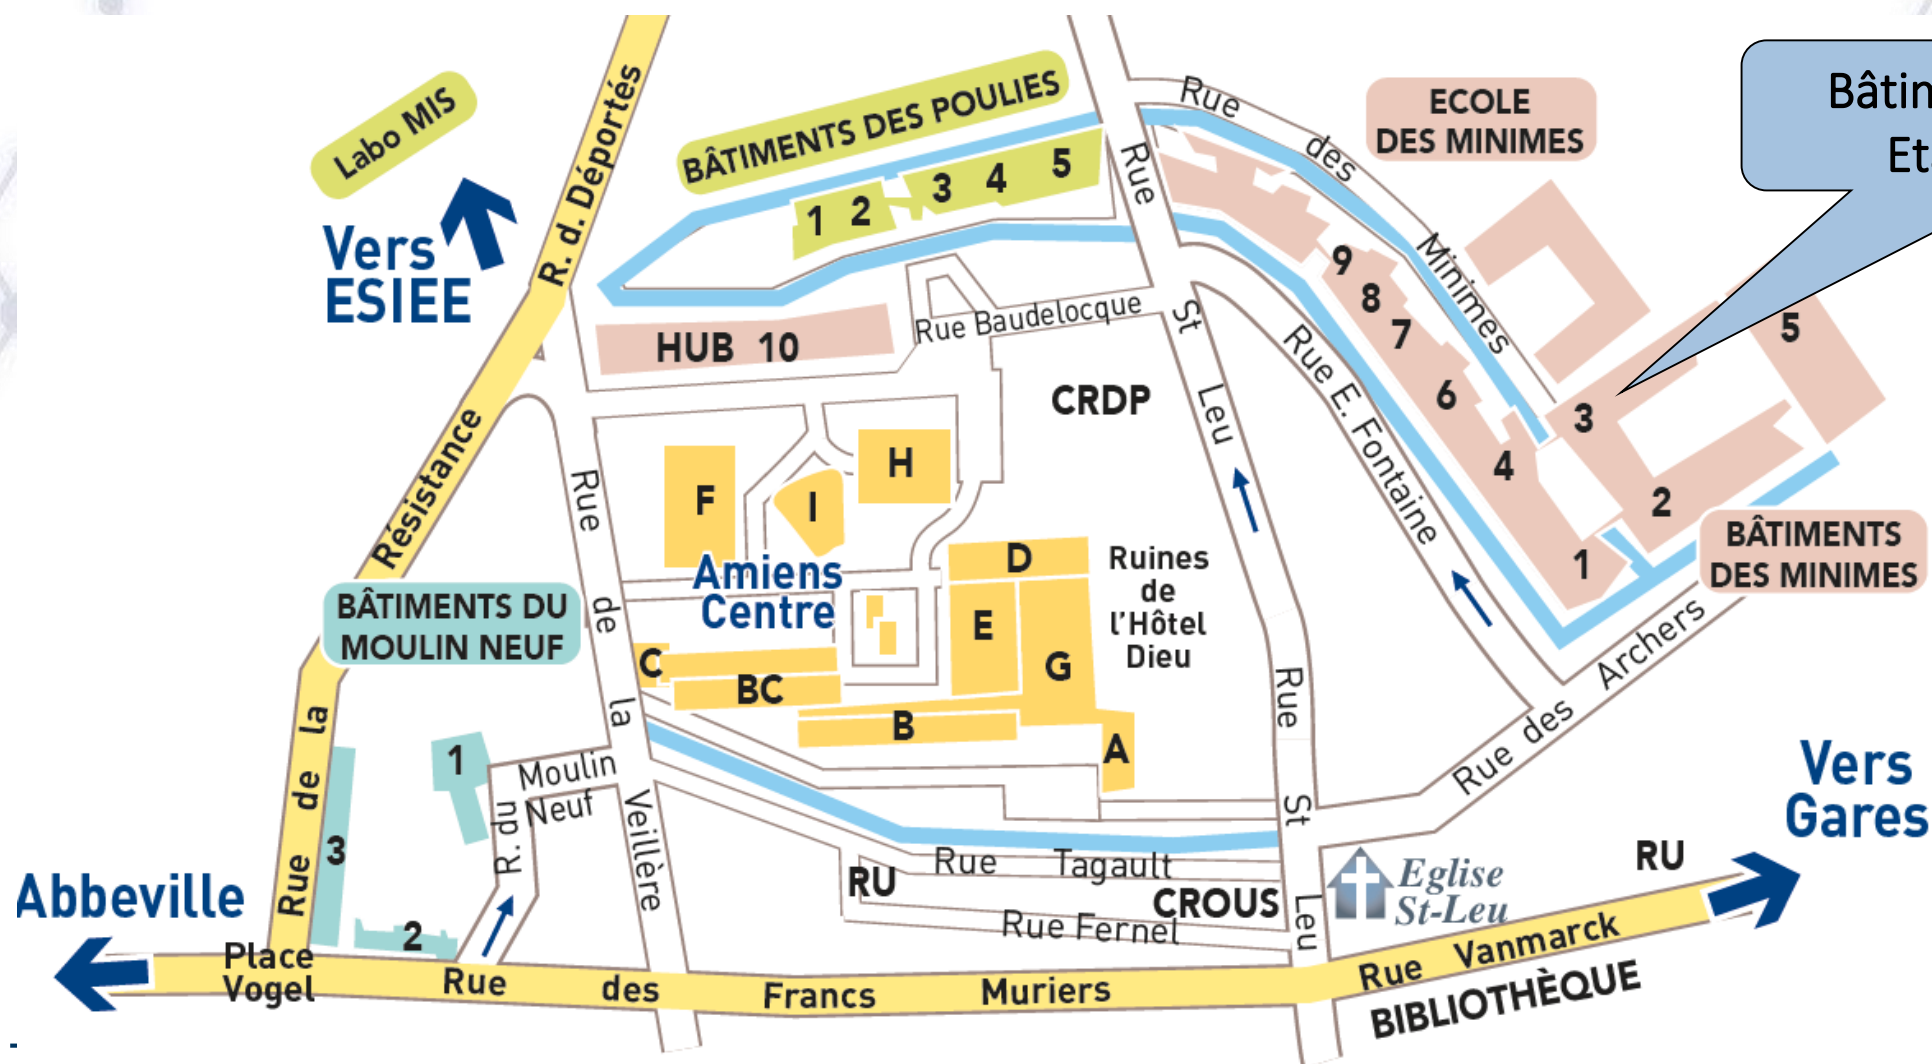 Labo MIS
Vers
ESIEE
R. d. Déportés
BÂTIMENTS DES POULIES
1
2
3
4
5
Rue
des
Minimes
ECOLE
DES MINIMES
Rue
St
Leu
HUB 10
Rue Baudelocque
CRDP
Rue E. Fontaine
9
8
7
6
4
3
5
2
1
BÂTIMENTS
DES MINIMES
Résistance
Rue
de
la
Veillère
F
I
H
Amiens
Centre
D
E
G
C
BC
B
A
Ruines
de
l'Hôtel
Dieu
BÂTIMENTS DU
MOULIN NEUF
Rue de la
1
3
2
Moulin
Neuf
R. du
Rue
St
Leu
Rue des Archers
Vers
Gares
RU
Rue Tagault
RU
CROUS
Rue Fernel
Eglise
St-Leu
Abbeville
Place
Vogel
Rue des Francs Muriers
Rue Vanmarck
BIBLIOTHÈQUE